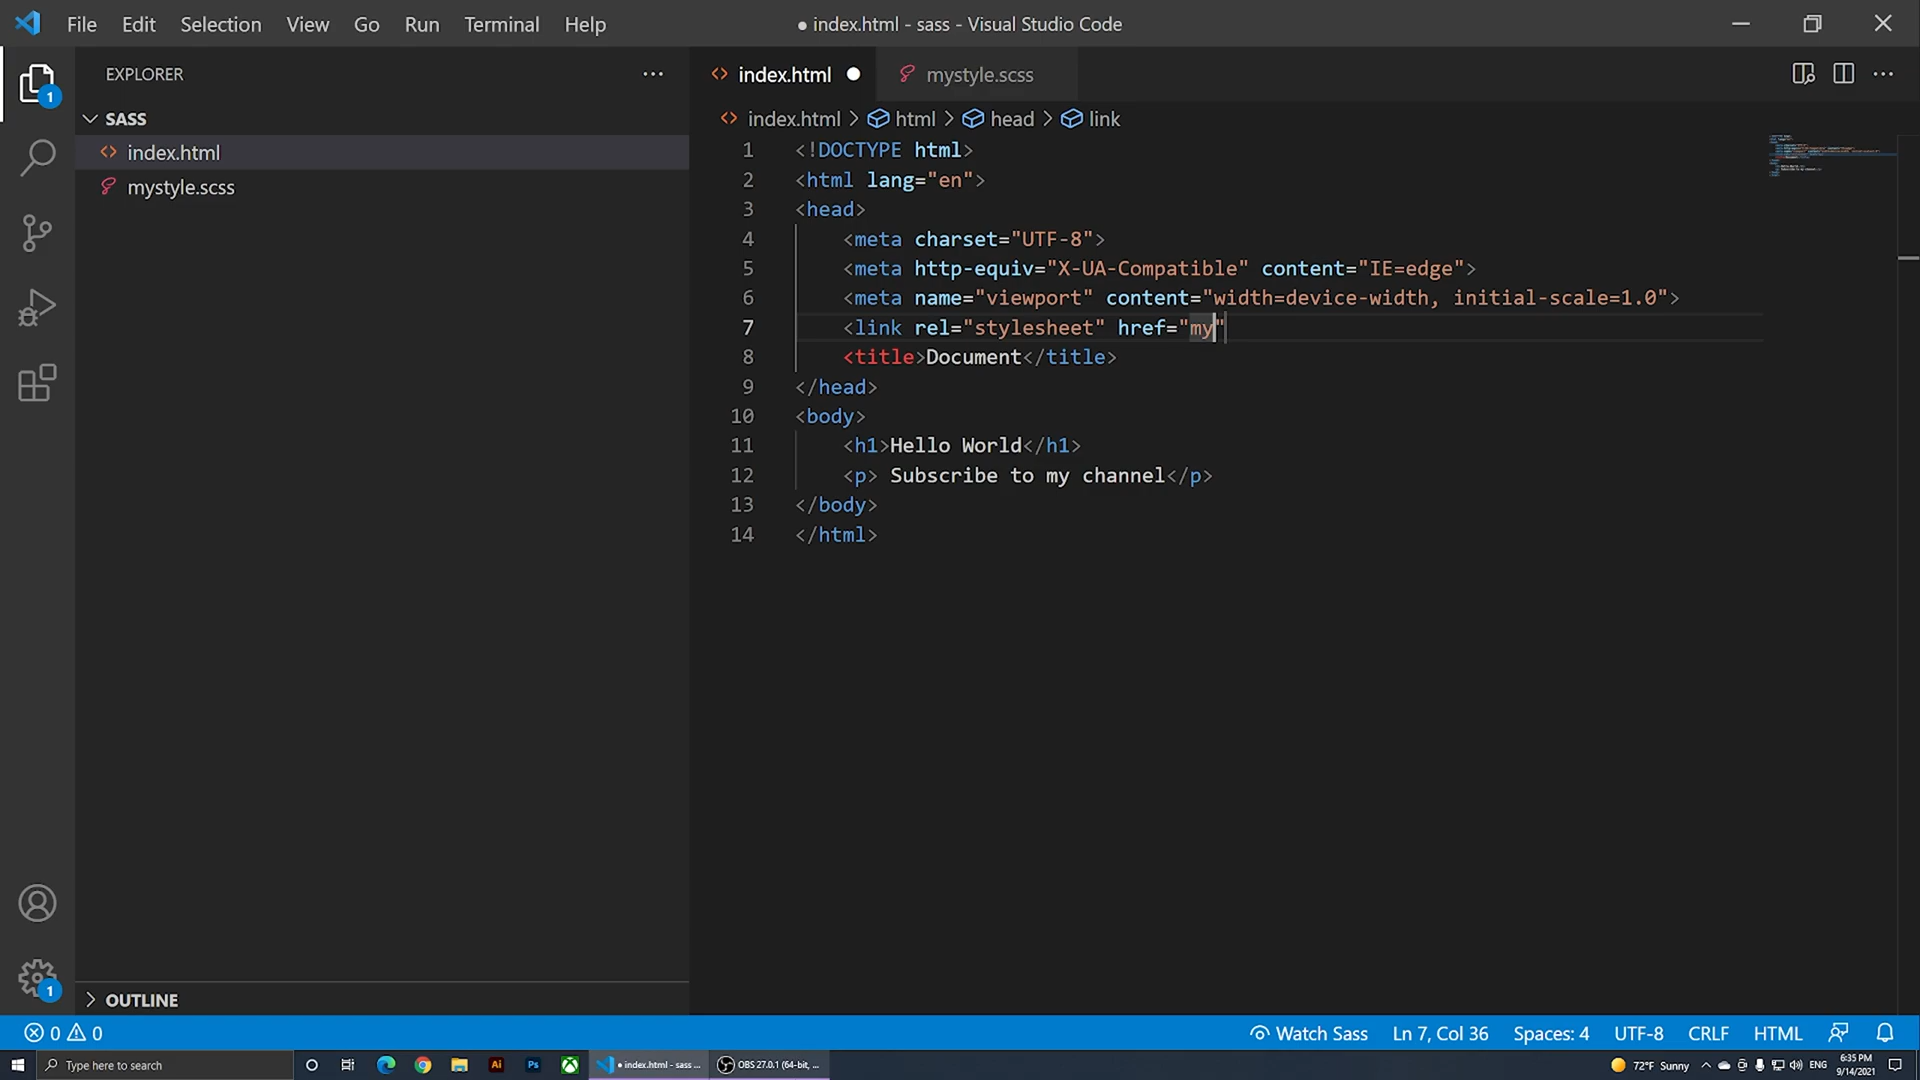 File Edit Selection View Go Run Terminal Help
● index.html - sass - Visual Studio Code
EXPLORER
1
SASS
index.html
mystyle.scss
index.html
mystyle.scss
index.html > html > head > link
1 <!DOCTYPE html>
2 <html lang="en">
3 <head>
4 <meta charset="UTF-8">
5 <meta http-equiv="X-UA-Compatible" content="IE=edge">
6 <meta name="viewport" content="width=device-width, initial-scale=1.0">
7 <link rel="stylesheet" href="my"
8 <title>Document</title>
9 </head>
10 <body>
11 <h1>Hello World</h1>
12 <p> Subscribe to my channel</p>
13 </body>
14 </html>
1
OUTLINE
0 0
Watch Sass Ln 7, Col 36 Spaces: 4 UTF-8 CRLF HTML
Type here to search
Ai
Ps
● index.html - sass ...
OBS 27.0.1 (64-bit, ...
72°F Sunny
ENG
6:35 PM
9/14/2021